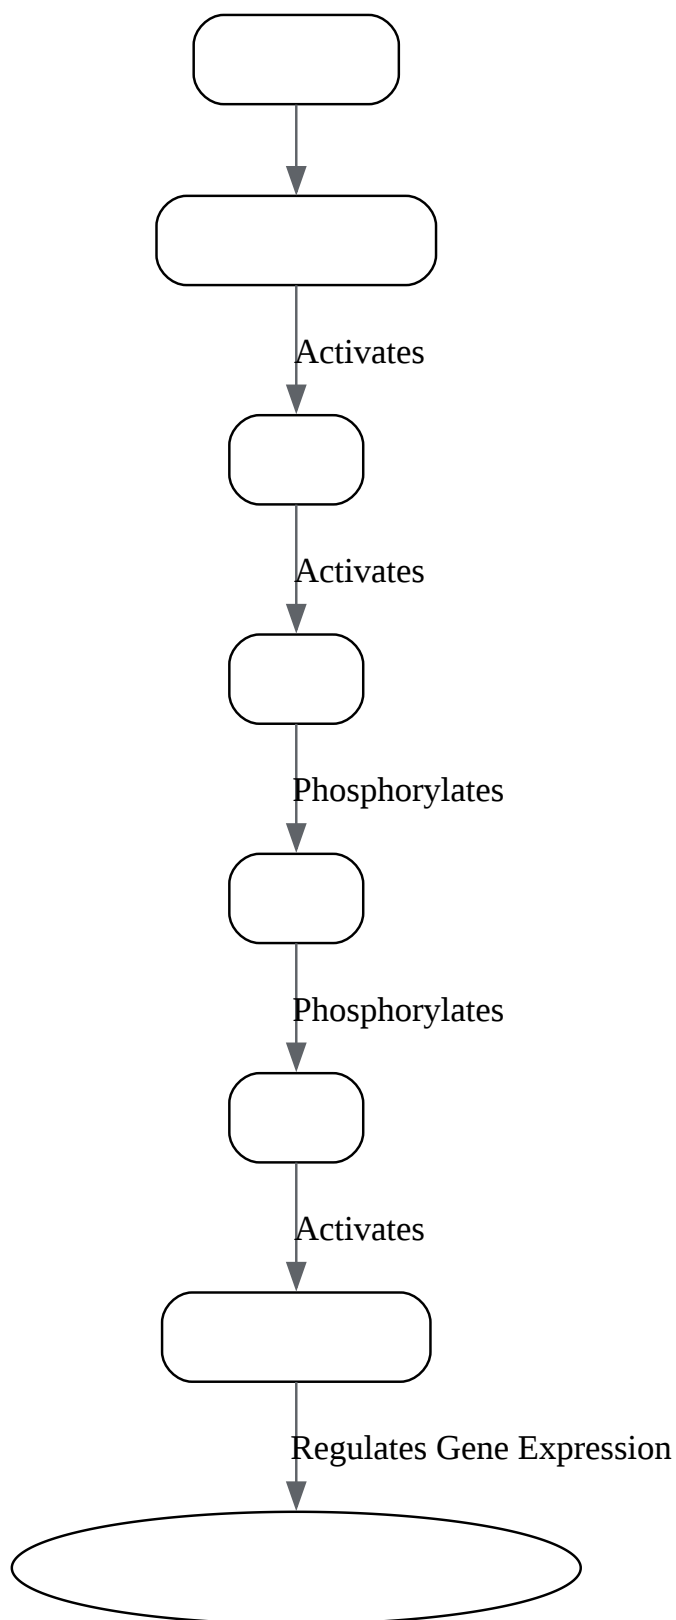 Activates
Activates
Phosphorylates
Phosphorylates
Activates
Regulates Gene Expression